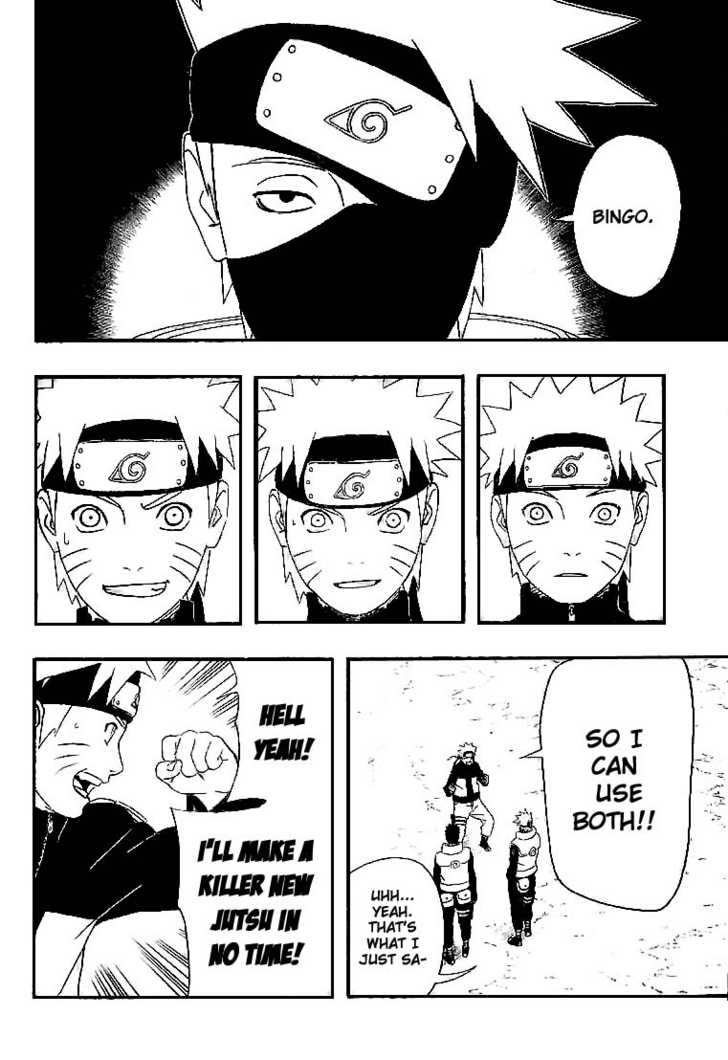 BINGO.
SO I
CAN
USE
BOTH!!
UHH...
YEAH.
THAT'S
WHAT I
JUST SA-
HELL
YEAH!
I'LL MAKE A
KILLER NEW
JUTSU IN
NO TIME!